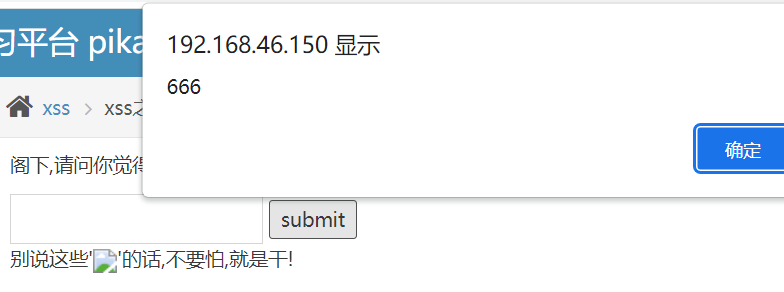 习平台 pika
192.168.46.150 显示
666
xss > xss之
确定
阁下,请问你觉得
submit
别说这些''的话,不要怕,就是干!